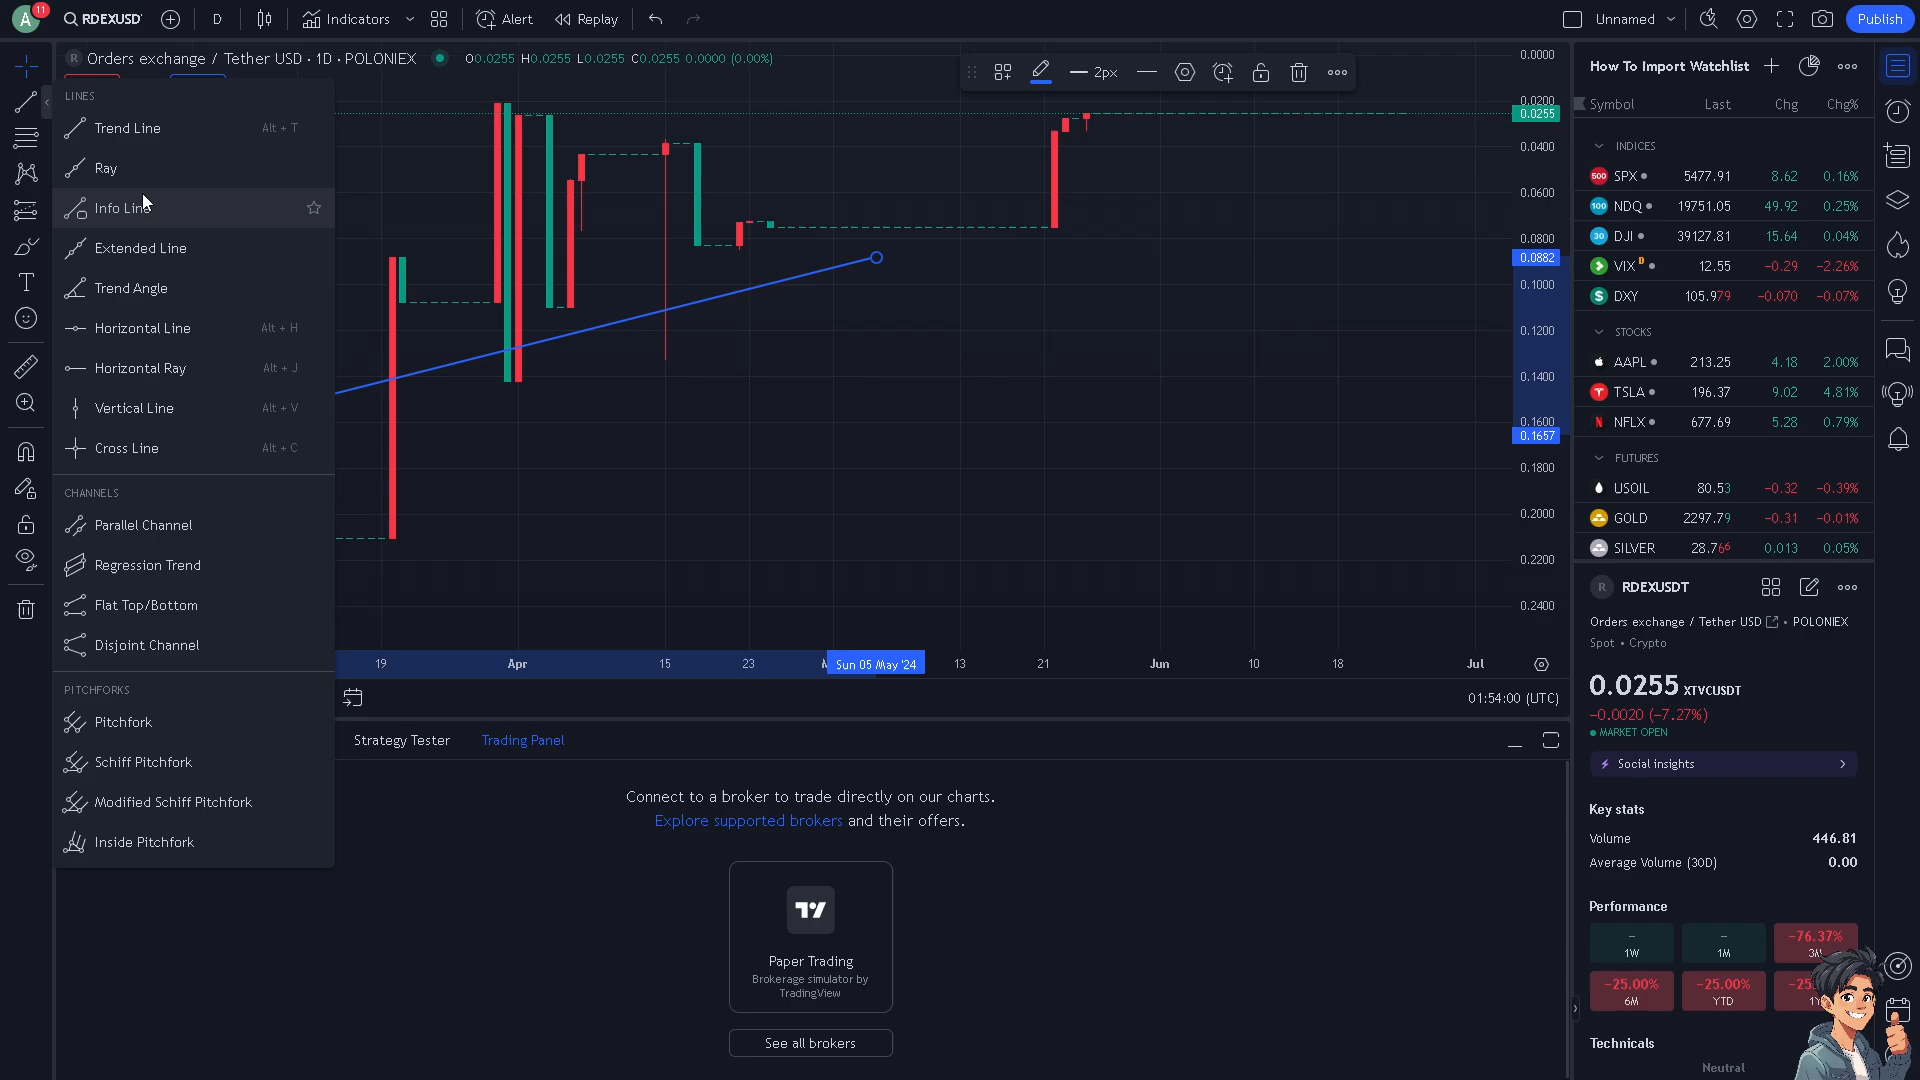 A 11 RDEXUSD D Indicators Alert Replay Unnamed Publish
R Orders exchange / Tether USD · 1D · POLONIEX O0.0255 H0.0255 L0.0255 C0.0255 0.0000 (0.00%)
2px
LINES
Trend Line Alt + T
Ray
Info Line
Extended Line
Trend Angle
Horizontal Line Alt + H
Horizontal Ray Alt + J
Vertical Line Alt + V
Cross Line Alt + C
CHANNELS
Parallel Channel
Regression Trend
Flat Top/Bottom
Disjoint Channel
PITCHFORKS
Pitchfork
Schiff Pitchfork
Modified Schiff Pitchfork
Inside Pitchfork
0.0000
0.0200
0.0255
0.0400
0.0600
0.0800
0.0882
0.1000
0.1200
0.1400
0.1600
0.1657
0.1800
0.2000
0.2200
0.2400
19 Apr 15 23 Sun 05 May '24 13 21 Jun 10 18 Jul
01:54:00 (UTC)
Strategy Tester Trading Panel
Connect to a broker to trade directly on our charts.
Explore supported brokers and their offers.
Paper Trading
Brokerage simulator by
TradingView
See all brokers
How To Import Watchlist
Symbol Last Chg Chg%
INDICES
500 SPX 5477.91 8.62 0.16%
100 NDQ 19751.05 49.92 0.25%
30 DJI 39127.81 15.64 0.04%
VIX D 12.55 −0.29 −2.26%
$ DXY 105.979 −0.070 −0.07%
STOCKS
AAPL 213.25 4.18 2.00%
TSLA 196.37 9.02 4.81%
NFLX 677.69 5.28 0.79%
FUTURES
USOIL 80.53 −0.32 −0.39%
GOLD 2297.79 −0.31 −0.01%
SILVER 28.766 0.013 0.05%
R RDEXUSDT
Orders exchange / Tether USD • POLONIEX
Spot • Crypto
0.0255 XTVCUSDT
−0.0020 (−7.27%)
MARKET OPEN
Social insights
Key stats
Volume 446.81
Average Volume (30D) 0.00
Performance
– – −76.37%
1W 1M
−25.00% −25.00%
6M YTD
Technicals
Neutral